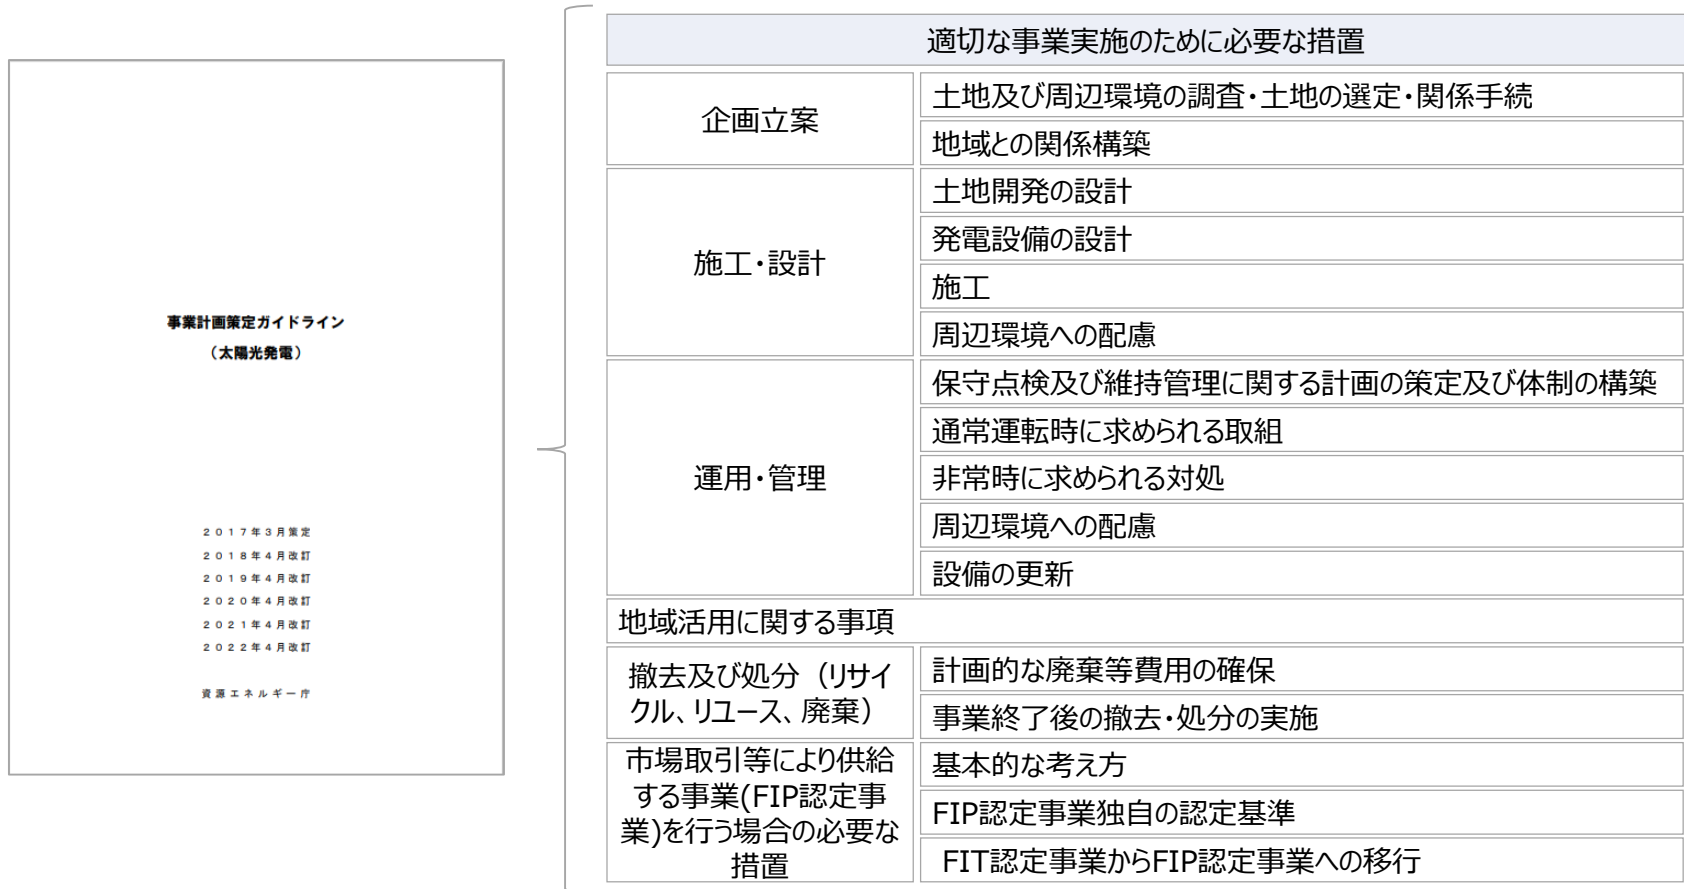 事業計画策定ガイドライン
（太陽光発電）
２０１７年３月策定
２０１８年４月改訂
２０１９年４月改訂
２０２０年４月改訂
２０２１年４月改訂
２０２２年４月改訂
資源エネルギー庁
適切な事業実施のために必要な措置
企画立案
土地及び周辺環境の調査・土地の選定・関係手続
地域との関係構築
施工・設計
土地開発の設計
発電設備の設計
施工
周辺環境への配慮
運用・管理
保守点検及び維持管理に関する計画の策定及び体制の構築
通常運転時に求められる取組
非常時に求められる対処
周辺環境への配慮
設備の更新
地域活用に関する事項
撤去及び処分（リサイ
クル、リユース、廃棄）
計画的な廃棄等費用の確保
事業終了後の撤去・処分の実施
市場取引等により供給
する事業(FIP認定事
業)を行う場合の必要な
措置
基本的な考え方
FIP認定事業独自の認定基準
FIT認定事業からFIP認定事業への移行